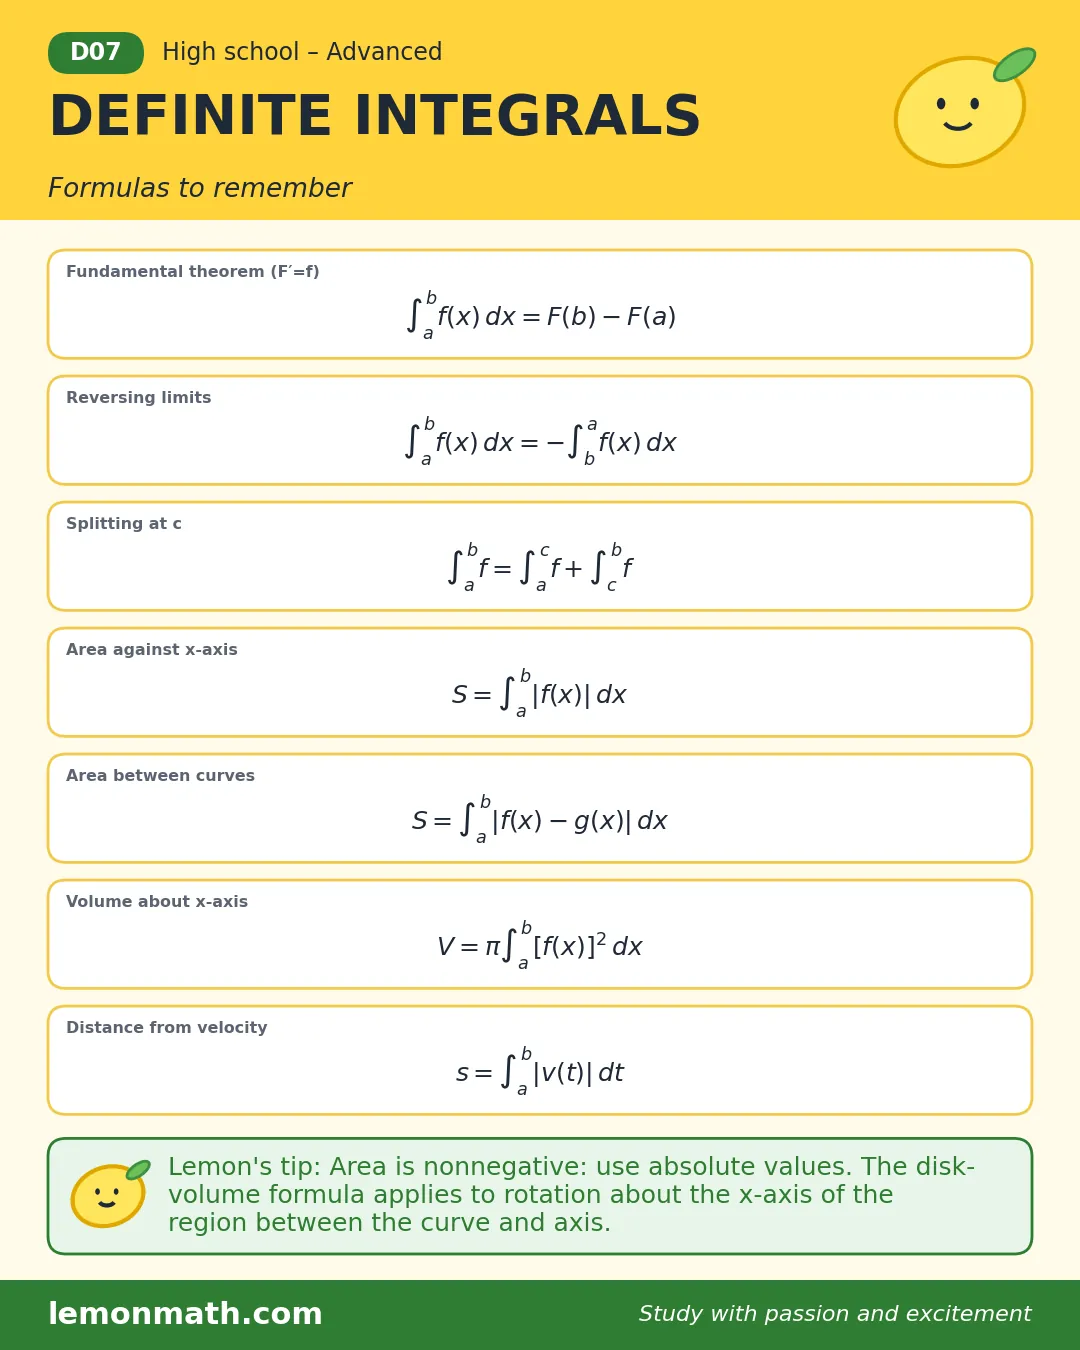 D07 High school – Advanced
DEFINITE INTEGRALS
Formulas to remember
Fundamental theorem (F′=f)
∫_a^b f(x) dx = F(b) − F(a)
Reversing limits
∫_a^b f(x) dx = −∫_b^a f(x) dx
Splitting at c
∫_a^b f = ∫_a^c f + ∫_c^b f
Area against x-axis
S = ∫_a^b |f(x)| dx
Area between curves
S = ∫_a^b |f(x) − g(x)| dx
Volume about x-axis
V = π∫_a^b [f(x)]² dx
Distance from velocity
s = ∫_a^b |v(t)| dt
Lemon's tip: Area is nonnegative: use absolute values. The disk-
volume formula applies to rotation about the x-axis of the
region between the curve and axis.
lemonmath.com
Study with passion and excitement